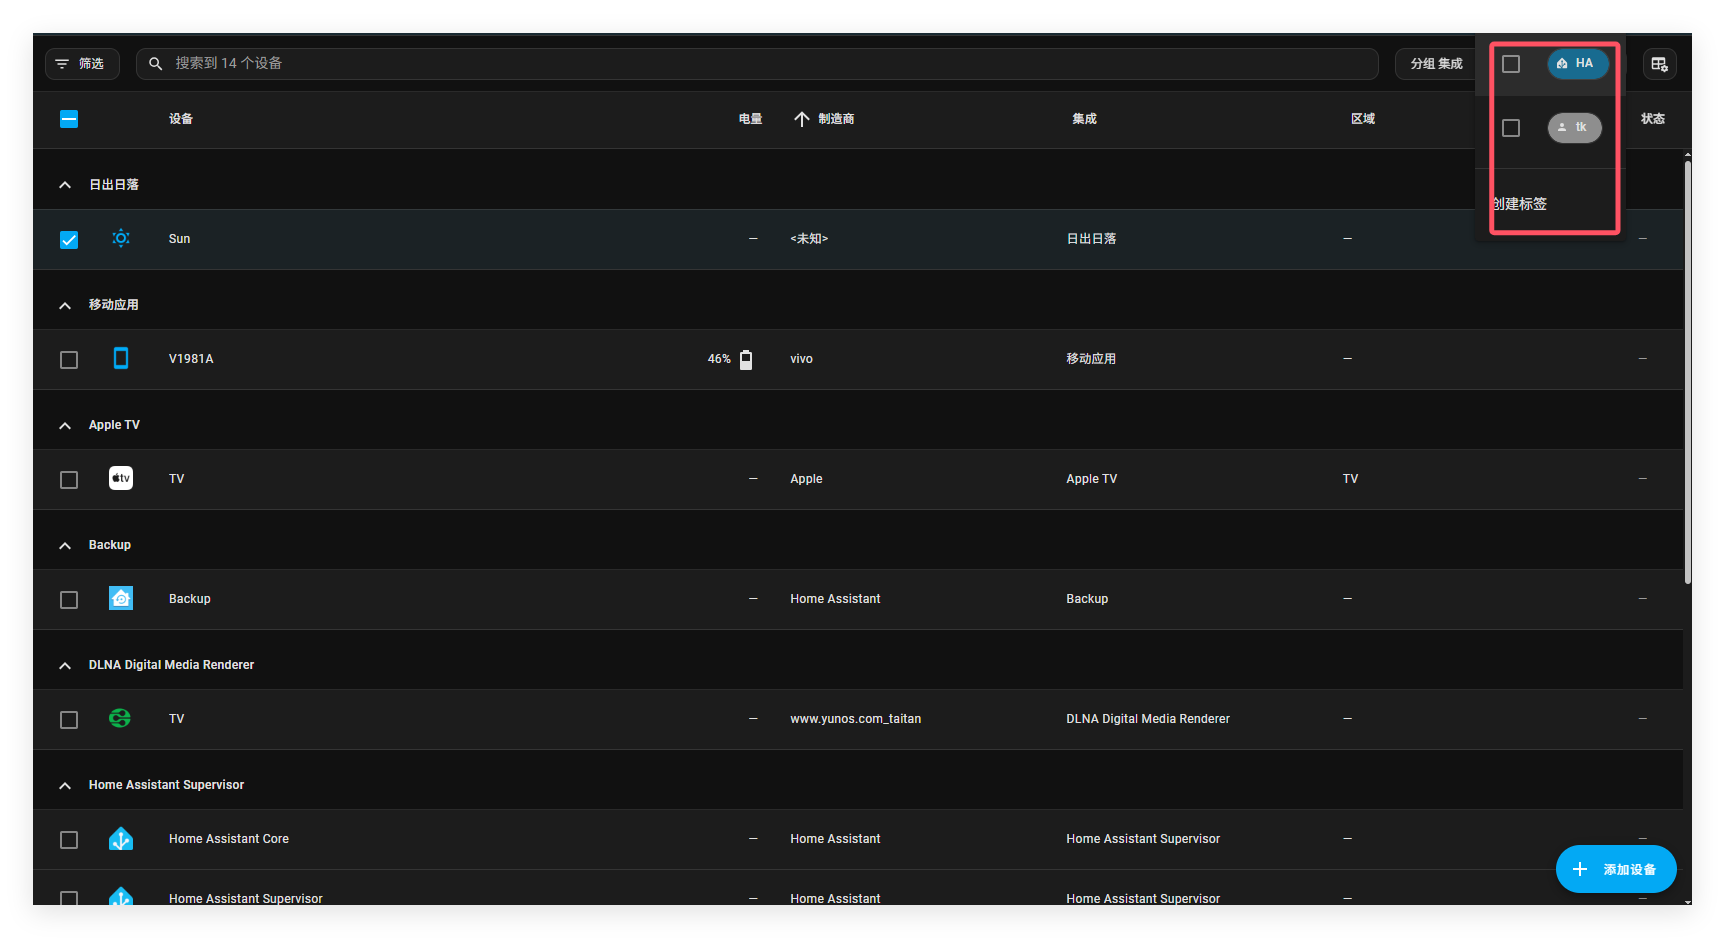 筛选
搜索到 14 个设备
分组 集成
HA
tk
创建标签
设备 电量 制造商 集成 区域 状态
日出日落
Sun — <未知> 日出日落 — —
移动应用
V1981A 46% vivo 移动应用 — —
Apple TV
tv TV — Apple Apple TV TV —
Backup
Backup — Home Assistant Backup — —
DLNA Digital Media Renderer
TV — www.yunos.com_taitan DLNA Digital Media Renderer — —
Home Assistant Supervisor
Home Assistant Core — Home Assistant Home Assistant Supervisor — —
添加设备
Home Assistant Supervisor — Home Assistant Home Assistant Supervisor —